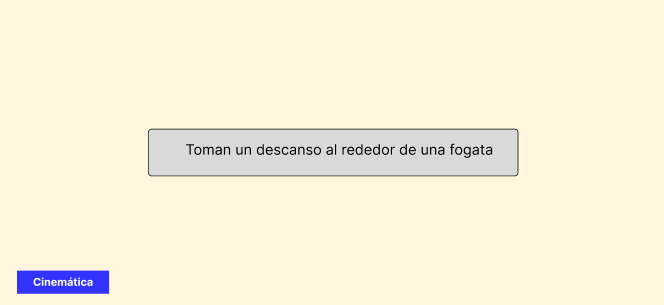 Toman un descanso al rededor de una fogata
Cinemática